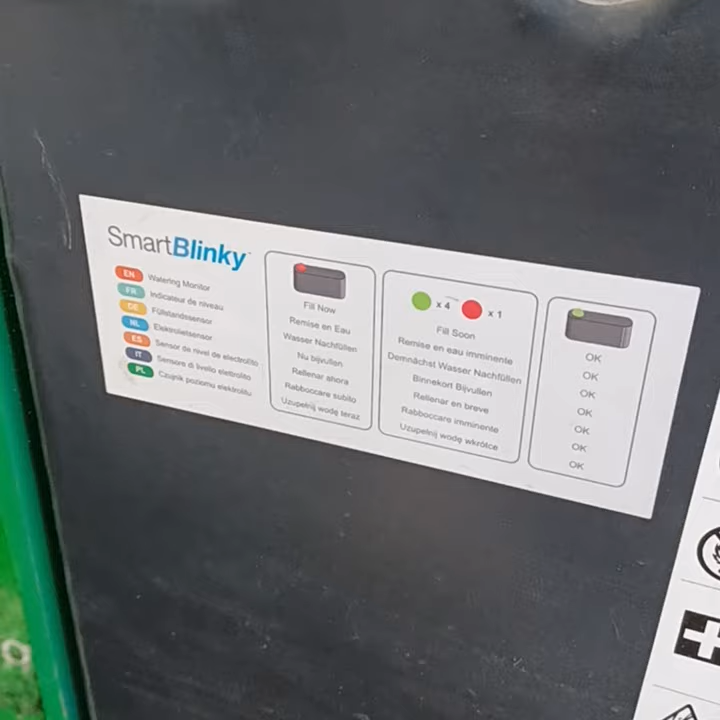 SmartBlinky
EN Watering Monitor
FR Indicateur de niveau
DE Füllstandssensor
NL Elektrolietsensor
ES Sensor de nivel de electrolito
IT Sensore di livello elettrolito
PL Czujnik poziomu elektrolitu
Fill Now
Remise en Eau
Wasser Nachfüllen
Nu bijvullen
Rellenar ahora
Rabboccare subito
Uzupełnij wodę teraz
x 4 x 1
Fill Soon
Remise en eau imminente
Demnächst Wasser Nachfüllen
Binnekort Bijvullen
Rellenar en breve
Rabboccare imminente
Uzupełnij wodę wkrótce
OK
OK
OK
OK
OK
OK
OK